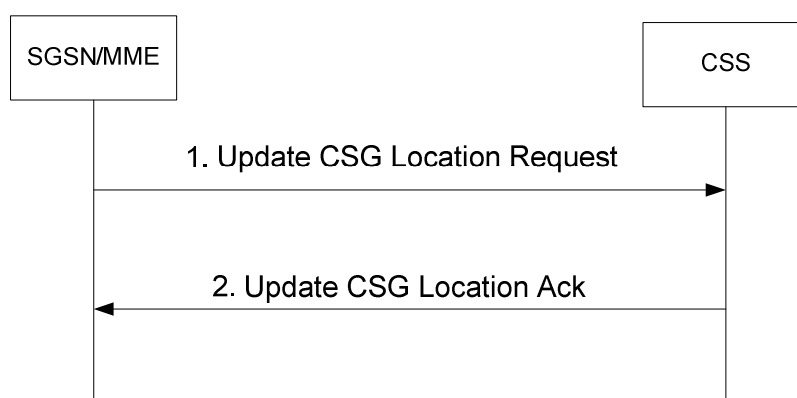 SGSN/MME
CSS
1. Update CSG Location Request
2. Update CSG Location Ack